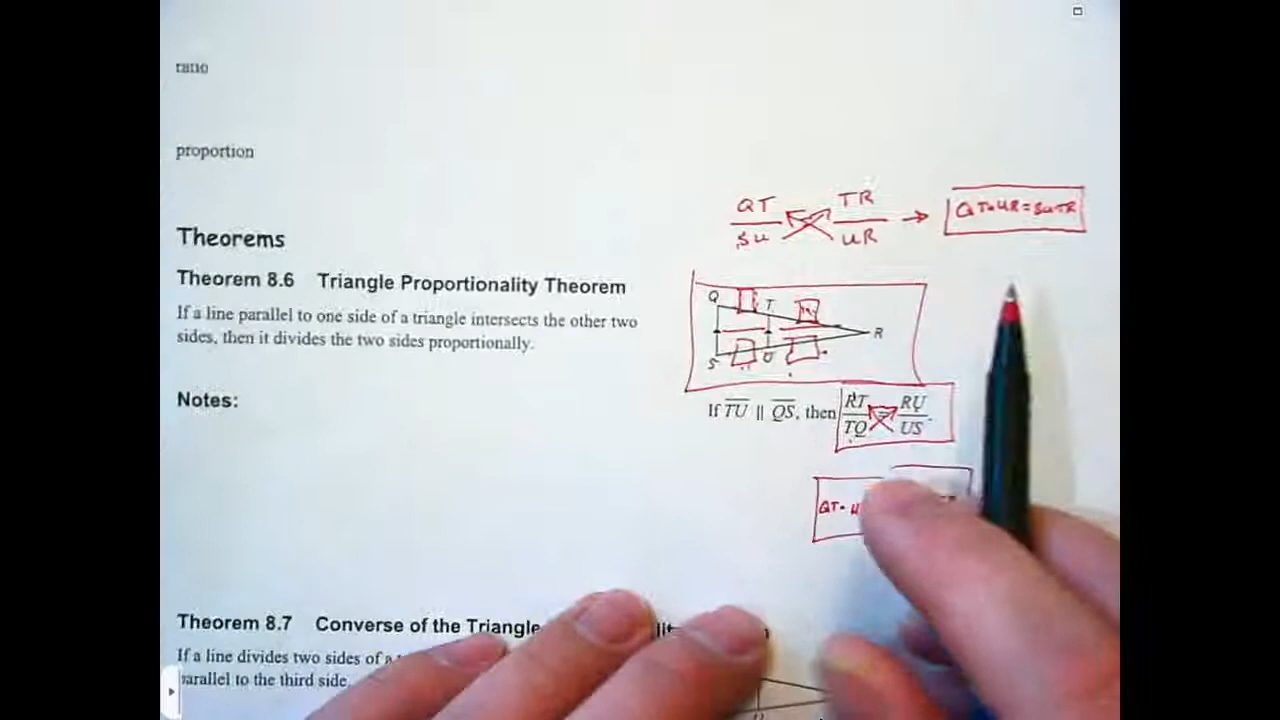 ratio
proportion
QT TR
SU UR
QT•UR=SU•TR
Theorems
Theorem 8.6 Triangle Proportionality Theorem
If a line parallel to one side of a triangle intersects the other two
sides, then it divides the two sides proportionally.
Q T
R
S U
Notes:
If TU || QS, then RT/TQ = RU/US.
QT•
Theorem 8.7 Converse of the Triangle
If a line divides two sides of a
parallel to the third side